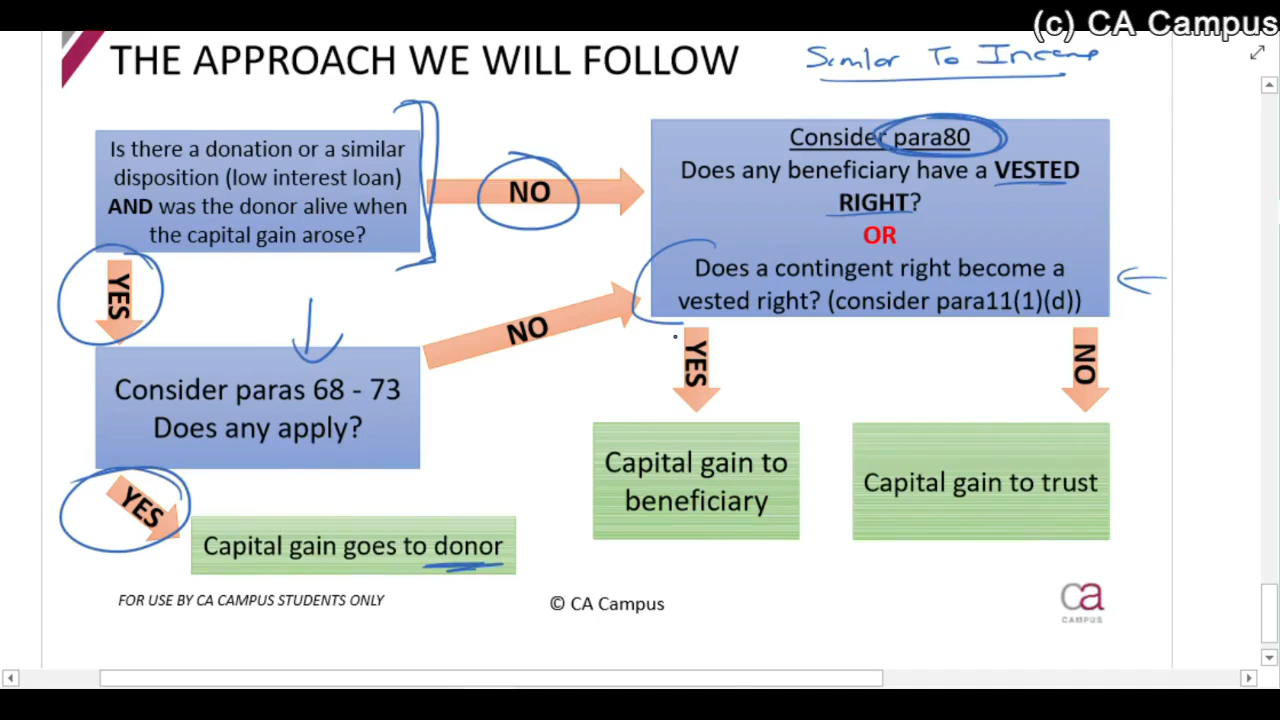 (c) CA Campus
THE APPROACH WE WILL FOLLOW
Similar To Income
Is there a donation or a similar
disposition (low interest loan)
AND was the donor alive when
the capital gain arose?
NO
Consider para80
Does any beneficiary have a VESTED
RIGHT?
OR
Does a contingent right become a
vested right? (consider para11(1)(d))
YES
NO
Consider paras 68 - 73
Does any apply?
YES
NO
Capital gain to
beneficiary
Capital gain to trust
YES
Capital gain goes to donor
FOR USE BY CA CAMPUS STUDENTS ONLY
© CA Campus
ca
CAMPUS